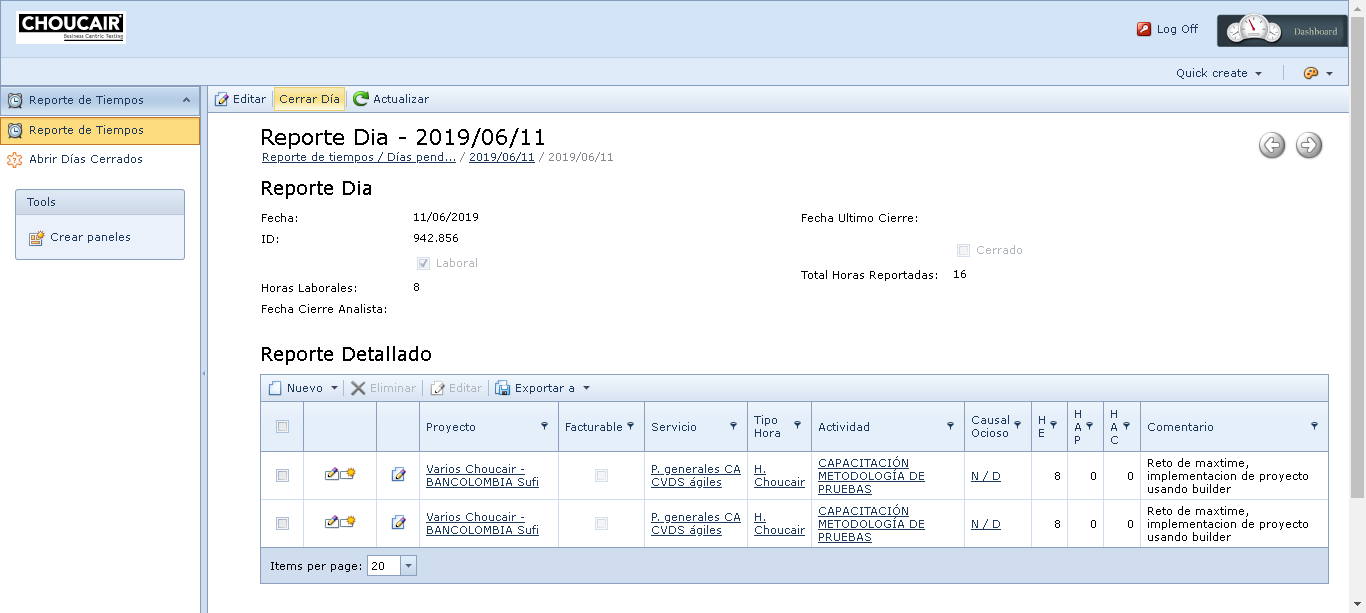 CHOUCAIR
Business Centric Testing
Log Off
Dashboard
Quick create
Reporte de Tiempos
Reporte de Tiempos
Abrir Días Cerrados
Tools
Crear paneles
Editar Cerrar Día Actualizar
Reporte Dia - 2019/06/11
Reporte de tiempos / Días pend... / 2019/06/11 / 2019/06/11
Reporte Dia
Fecha: 11/06/2019 Fecha Ultimo Cierre:
ID: 942.856
Laboral Cerrado
Horas Laborales: 8 Total Horas Reportadas: 16
Fecha Cierre Analista:
Reporte Detallado
Nuevo Eliminar Editar Exportar a
Proyecto
Facturable
Servicio
Tipo
Hora
Actividad
Causal
Ocioso
H
E
H
A
P
H
A
C
Comentario
Varios Choucair -
BANCOLOMBIA Sufi
P. generales CA
CVDS ágiles
H.
Choucair
CAPACITACIÓN
METODOLOGÍA DE
PRUEBAS
N / D
8
0
0
Reto de maxtime,
implementacion de proyecto
usando builder
Varios Choucair -
BANCOLOMBIA Sufi
P. generales CA
CVDS ágiles
H.
Choucair
CAPACITACIÓN
METODOLOGÍA DE
PRUEBAS
N / D
8
0
0
Reto de maxtime,
implementacion de proyecto
usando builder
Items per page: 20